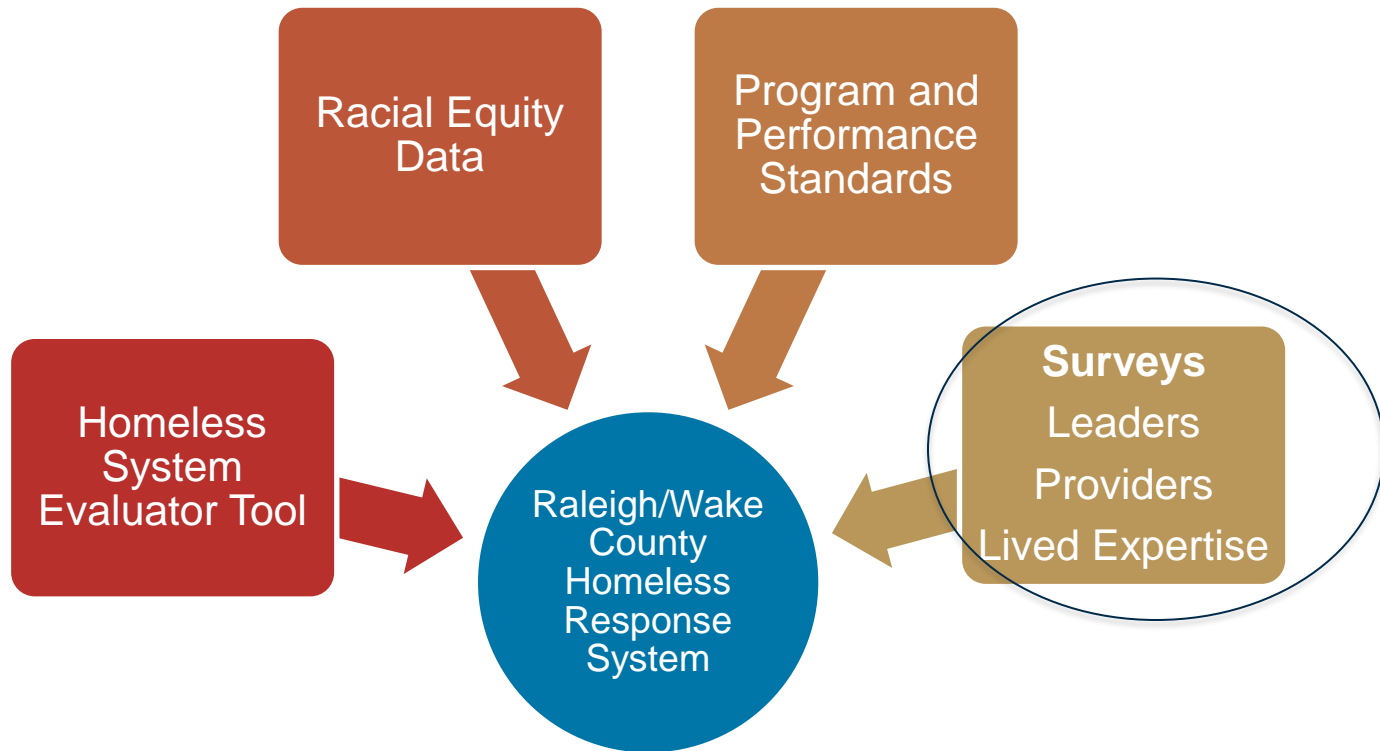 Racial Equity
Data
Program and
Performance
Standards
Homeless
System
Evaluator Tool
Raleigh/Wake
County
Homeless
Response
System
Surveys
Leaders
Providers
Lived Expertise